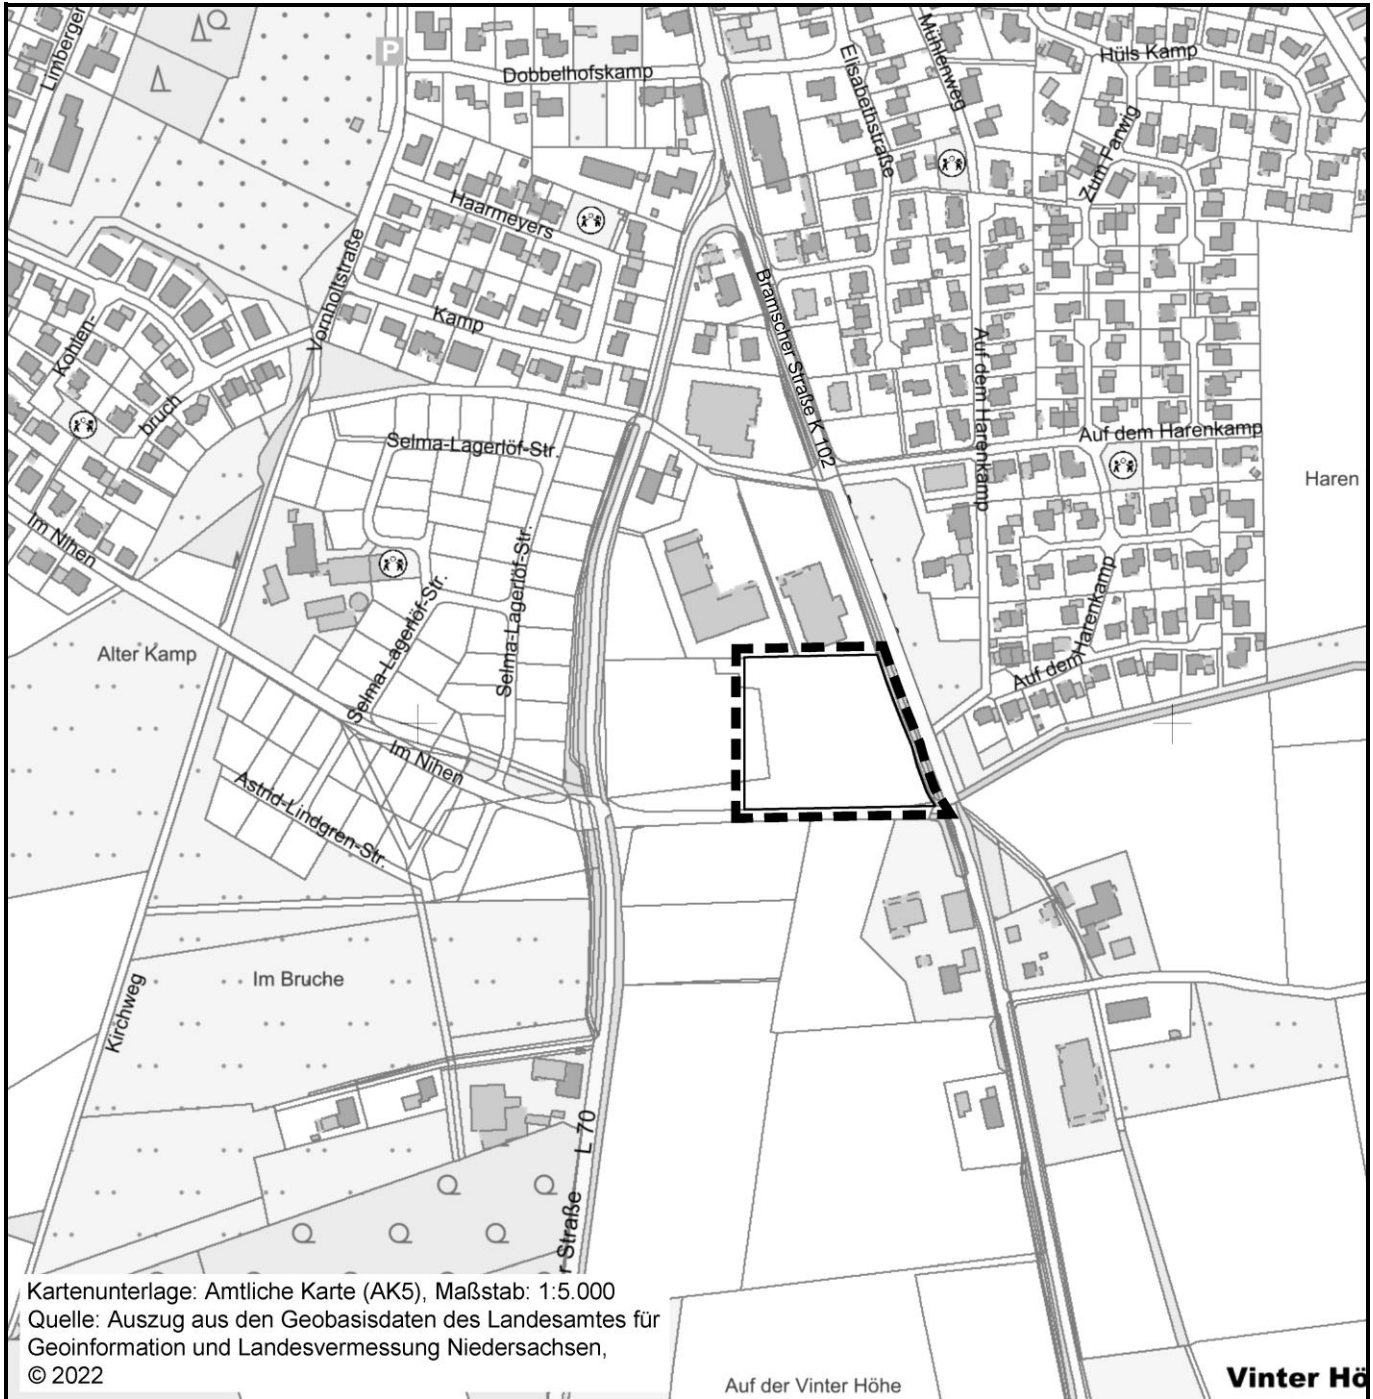 Limberger
P
Dobbelhofskamp
Elisabethstraße
Mühlenweg
Hüls Kamp
Zum Farwig
Haarmeyers
Kamp
Vornholtstraße
Bramscher Straße K 102
Kohlen-
bruch
Auf dem Harenkamp
Auf dem Harenkamp
Haren
Selma-Lagerlöf-Str.
Im Nihen
Selma-Lagerlöf-Str.
Selma-Lagerlöf-Str.
Auf dem Harenkamp
Alter Kamp
Im Nihen
Astrid-Lindgren-Str.
Im Bruche
Kirchweg
r Straße L 70
Kartenunterlage: Amtliche Karte (AK5), Maßstab: 1:5.000
Quelle: Auszug aus den Geobasisdaten des Landesamtes für
Geoinformation und Landesvermessung Niedersachsen,
© 2022
Auf der Vinter Höhe
Vinter Hö